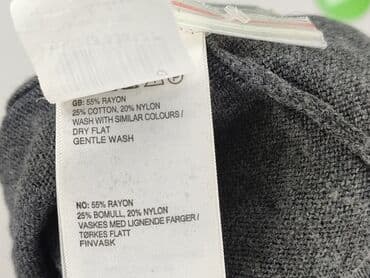 GB: 55% RAYON
25% COTTON, 20% NYLON
WASH WITH SIMILAR COLOURS /
DRY FLAT
GENTLE WASH
NO: 55% RAYON
25% BOMULL, 20% NYLON
VASKES MED LIGNENDE FARGER /
TØRKES FLATT
FINVASK